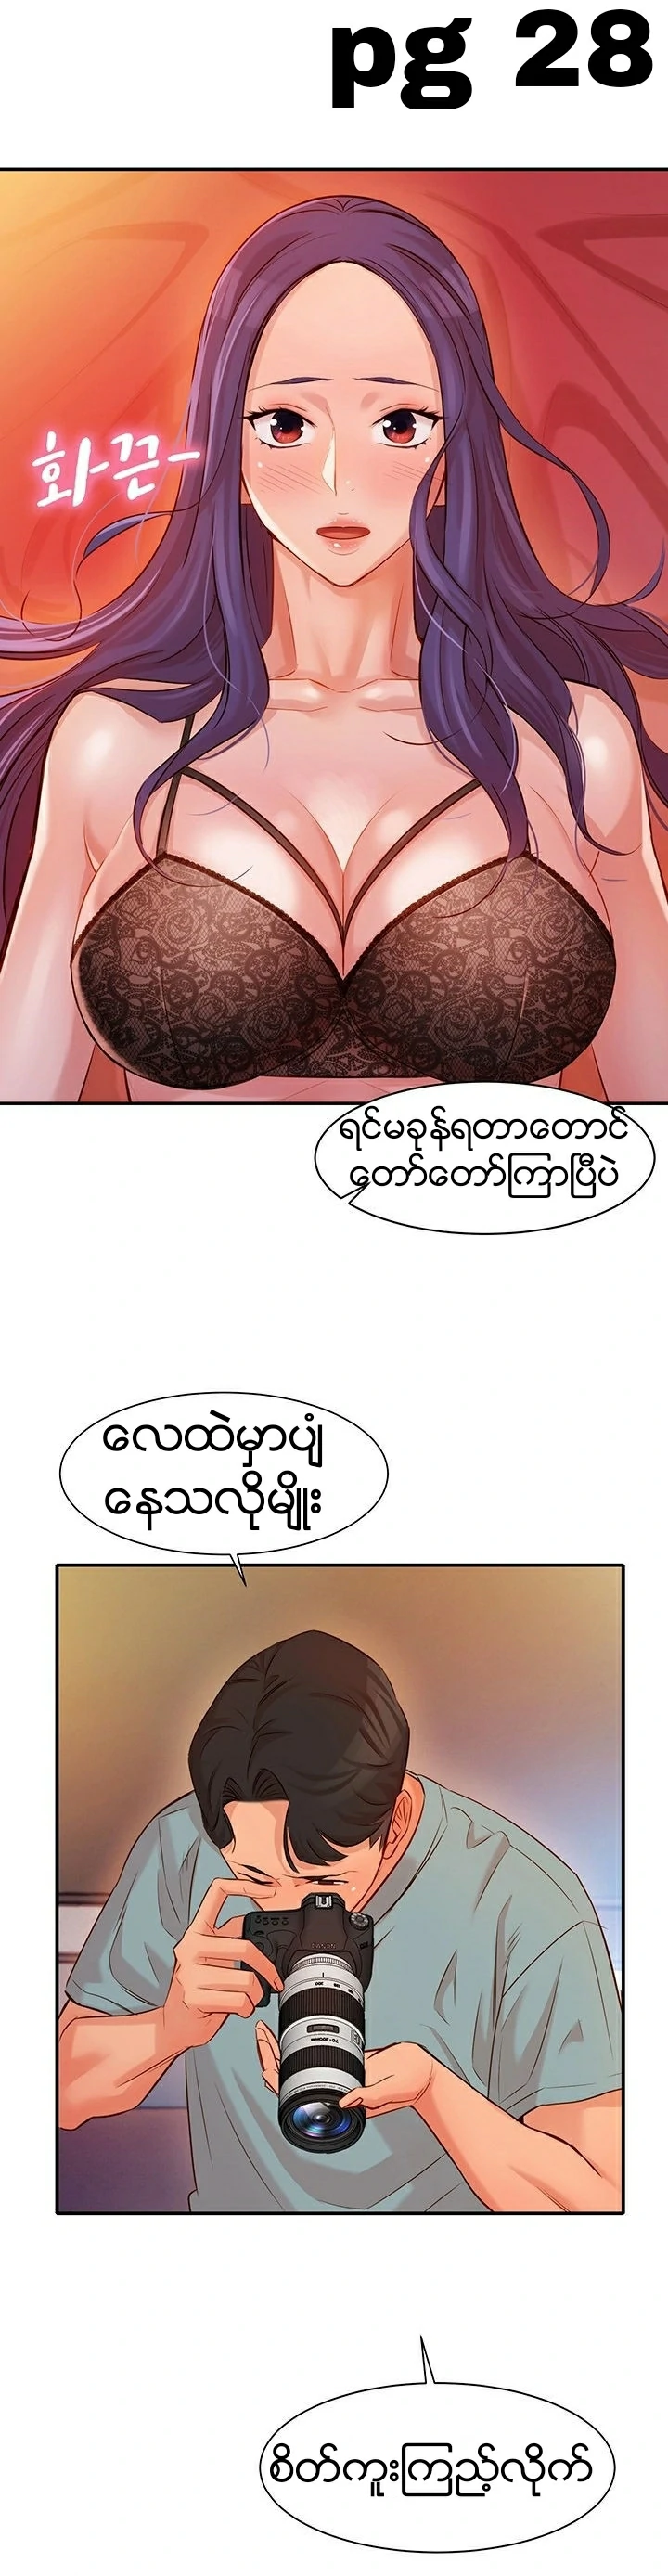 pg 28
화끈-
ရင်မခုန်ရတာတောင်
တော်တော်ကြာပြီပဲ
လေထဲမှာပျံ
နေသလိုမျိုး
စိတ်ကူးကြည့်လိုက်